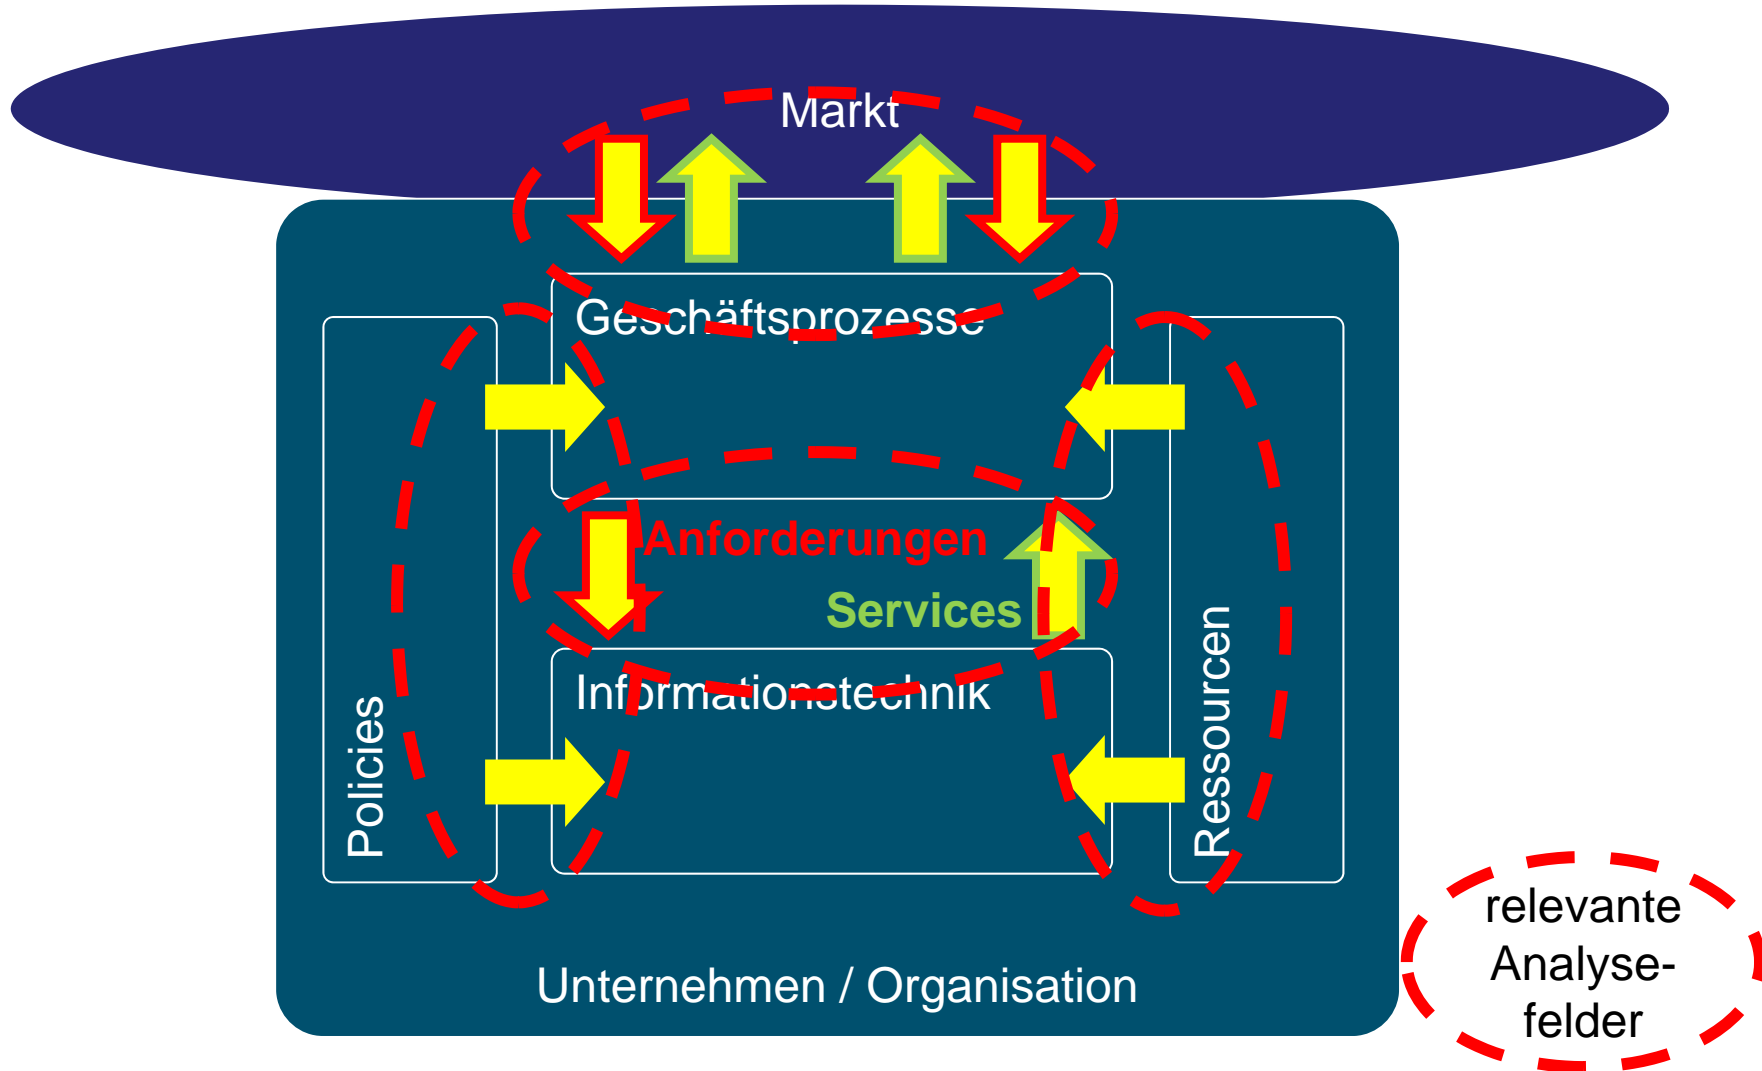 Markt
Geschäftsprozesse
Anforderungen
Services
Informationstechnik
Policies
Ressourcen
Unternehmen / Organisation
relevante
Analyse-
felder